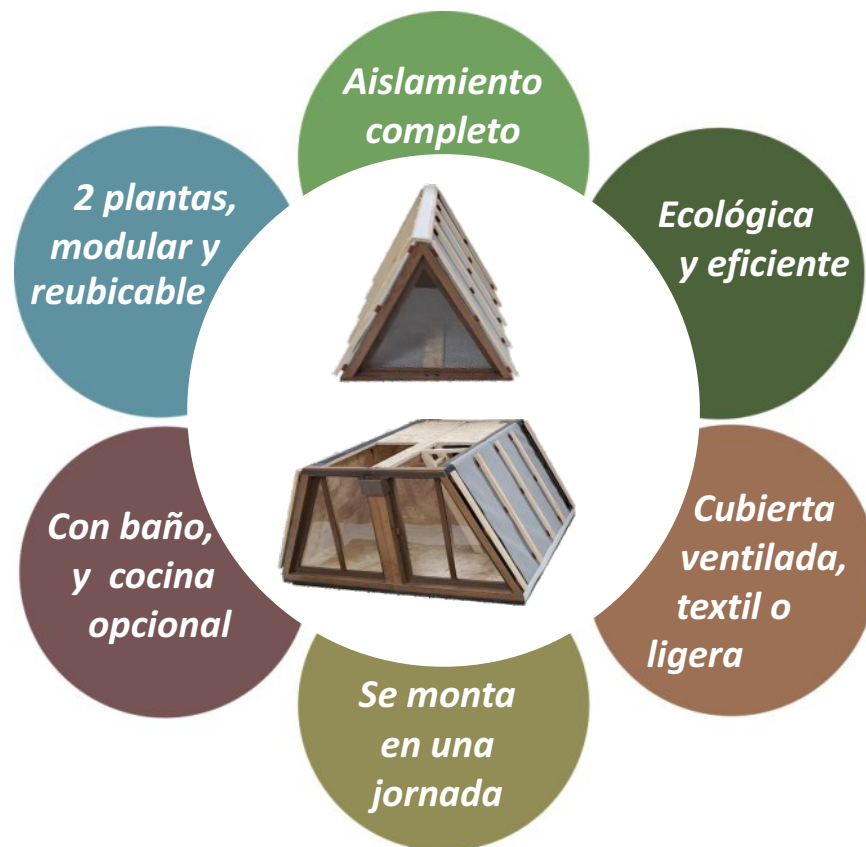 Aislamiento
completo
Ecológica
y eficiente
Cubierta
ventilada,
textil o
ligera
Se monta
en una
jornada
Con baño,
y cocina
opcional
2 plantas,
modular y
reubicable